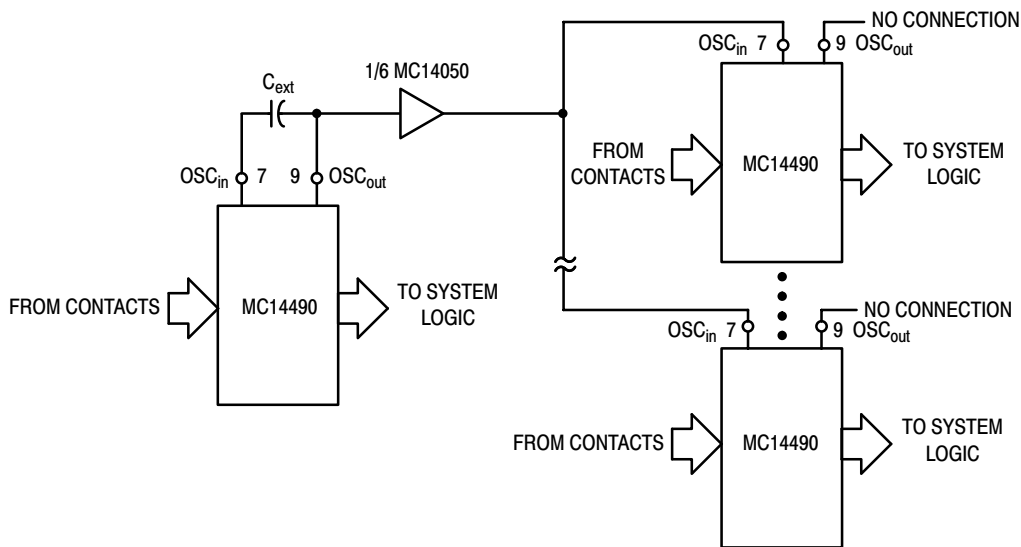 NO CONNECTION
OSCin 7 9 OSCout
1/6 MC14050
Cext
FROM
CONTACTS
MC14490
TO SYSTEM
LOGIC
OSCin 7 9 OSCout
FROM CONTACTS
MC14490
TO SYSTEM
LOGIC
NO CONNECTION
OSCin 7 9 OSCout
FROM CONTACTS
MC14490
TO SYSTEM
LOGIC